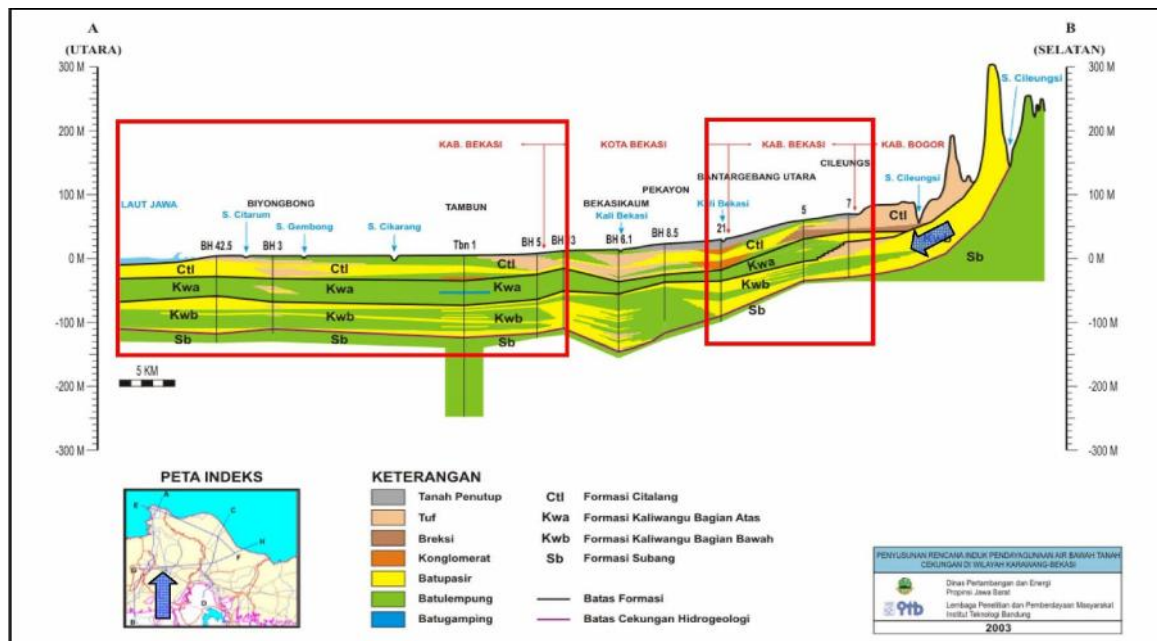 A
B
(UTARA)
(SELATAN)
300 M
300 M
S. Cileungsi
200 M
200 M
KAB. BEKASI
KOTA BEKASI
KAB. BEKASI
KAB. BOGOR
CILEUNGS
BANTARGEBANG UTARA
PEKAYON
S. Cileungsi
100 M
100 M
LAUT JAWA
BIYONGBONG
TAMBUN
BEKASIKAUM
Kali Bekasi
Kali Bekasi
S. Citarum
S. Gembong
S. Cikarang
BH 42.5
BH 3
Tbn 1
BH 5
BH 6.1
BH 8.5
21
5
7
0 M
0 M
Ctl
Ctl
Ctl
Ctl
Ctl
Kwa
Kwa
Kwa
Kwa
Kwb
Kwb
Kwb
Kwb
Sb
Sb
Sb
Sb
Sb
-100 M
-100 M
5 KM
-200 M
-200 M
-300 M
-300 M
PETA INDEKS
KETERANGAN
Tanah Penutup
Ctl Formasi Citalang
Tuf
Kwa Formasi Kaliwangu Bagian Atas
Breksi
Kwb Formasi Kaliwangu Bagian Bawah
Konglomerat
Sb Formasi Subang
Batupasir
Batulempung
Batas Formasi
Batugamping
Batas Cekungan Hidrogeologi
PENYUSUNAN RENCANA INDUK PENDAYAGUNAAN AIR BAWAH TANAH
CEKUNGAN DI WILAYAH KARAWANG-BEKASI
Dinas Pertambangan dan Energi
Propinsi Jawa Barat
Lembaga Penelitian dan Pemberdayaan Masyarakat
Institut Teknologi Bandung
2003